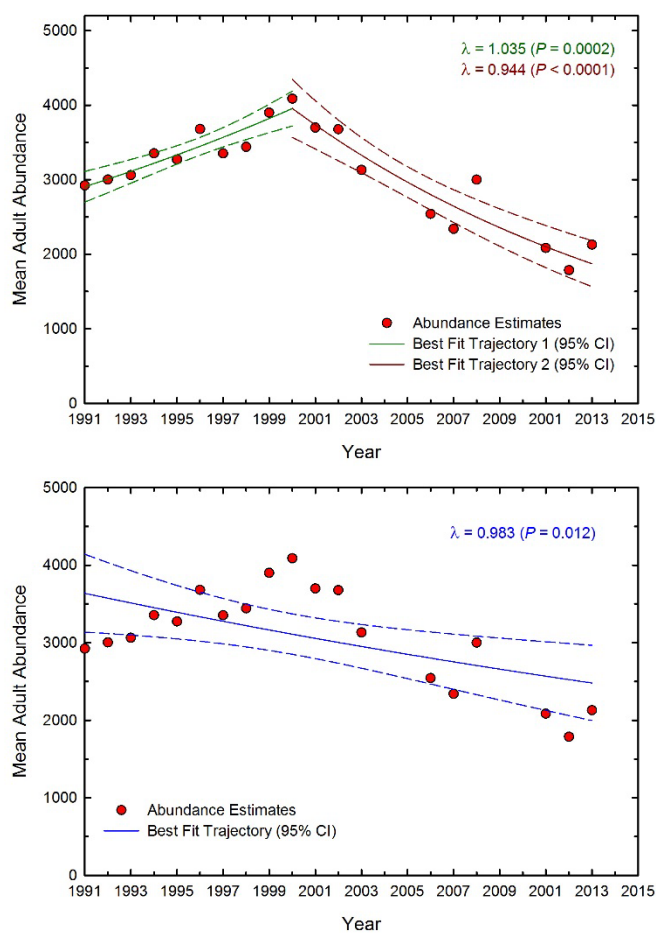 5000
λ = 1.035 (P = 0.0002)
λ = 0.944 (P < 0.0001)
4000
3000
2000
1000
0
Mean Adult Abundance
Abundance Estimates
Best Fit Trajectory 1 (95% CI)
Best Fit Trajectory 2 (95% CI)
1991 1993 1995 1997 1999 2001 2003 2005 2007 2009 2001 2013 2015
Year
5000
λ = 0.983 (P = 0.012)
4000
3000
2000
1000
0
Mean Adult Abundance
Abundance Estimates
Best Fit Trajectory (95% CI)
1991 1993 1995 1997 1999 2001 2003 2005 2007 2009 2001 2013 2015
Year